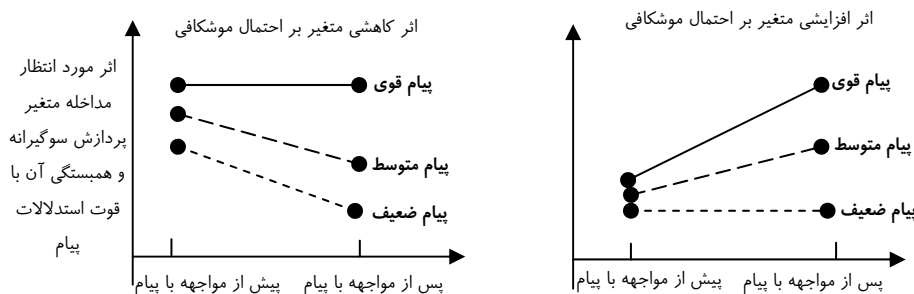 اثر افزایشی متغیر بر احتمال موشکافی
پیام قوی
پیام متوسط
پیام ضعیف
پیش از مواجهه با پیام
پس از مواجهه با پیام
اثر کاهشی متغیر بر احتمال موشکافی
پیام قوی
پیام متوسط
پیام ضعیف
پیش از مواجهه با پیام
پس از مواجهه با پیام
اثر مورد انتظار
مداخله متغیر
پردازش سوگیرانه
و همبستگی آن با
قوت استدلالات
پیام